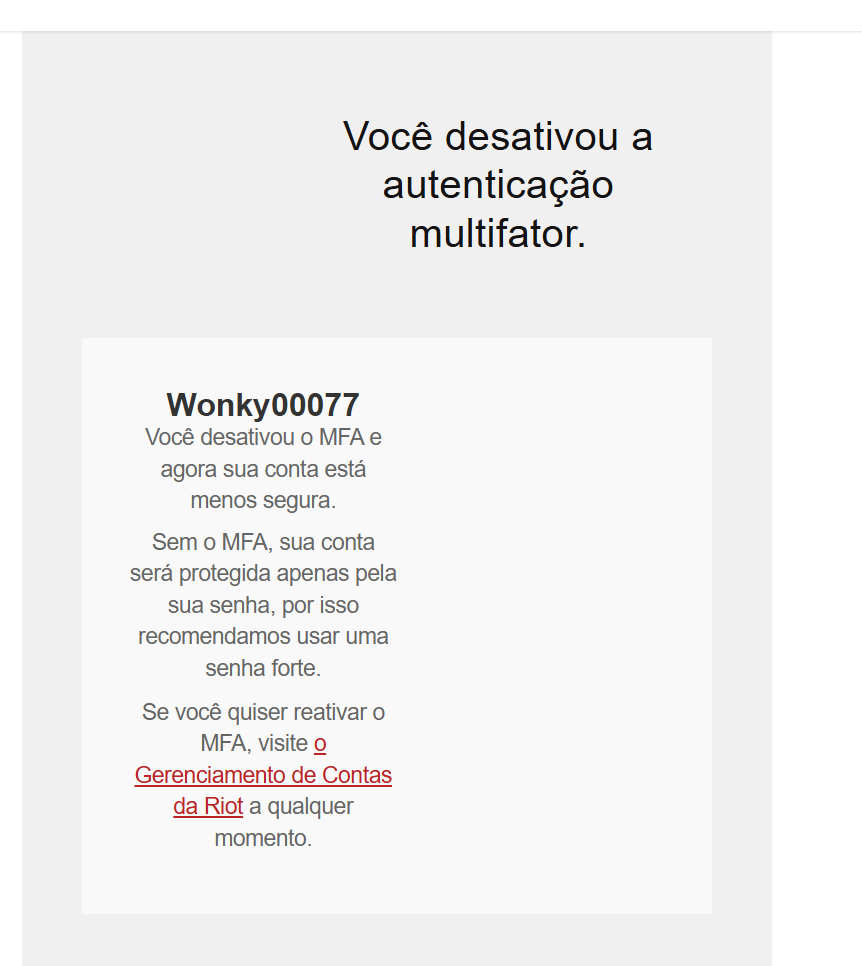 Você desativou a
autenticação
multifator.
Wonky00077
Você desativou o MFA e
agora sua conta está
menos segura.
Sem o MFA, sua conta
será protegida apenas pela
sua senha, por isso
recomendamos usar uma
senha forte.
Se você quiser reativar o
MFA, visite o
Gerenciamento de Contas
da Riot a qualquer
momento.